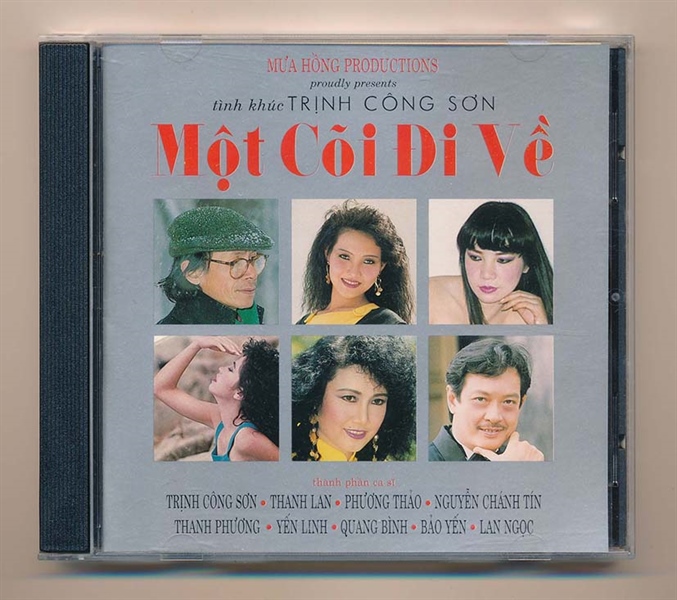 MƯA HỒNG PRODUCTIONS
proudly presents
tình khúc TRỊNH CÔNG SƠN
Một Cõi Đi Về
thành phần ca sĩ
TRỊNH CÔNG SƠN • THANH LAN • PHƯƠNG THẢO • NGUYỄN CHÁNH TÍN
THANH PHƯƠNG • YẾN LINH • QUANG BÌNH • BẢO YẾN • LAN NGỌC